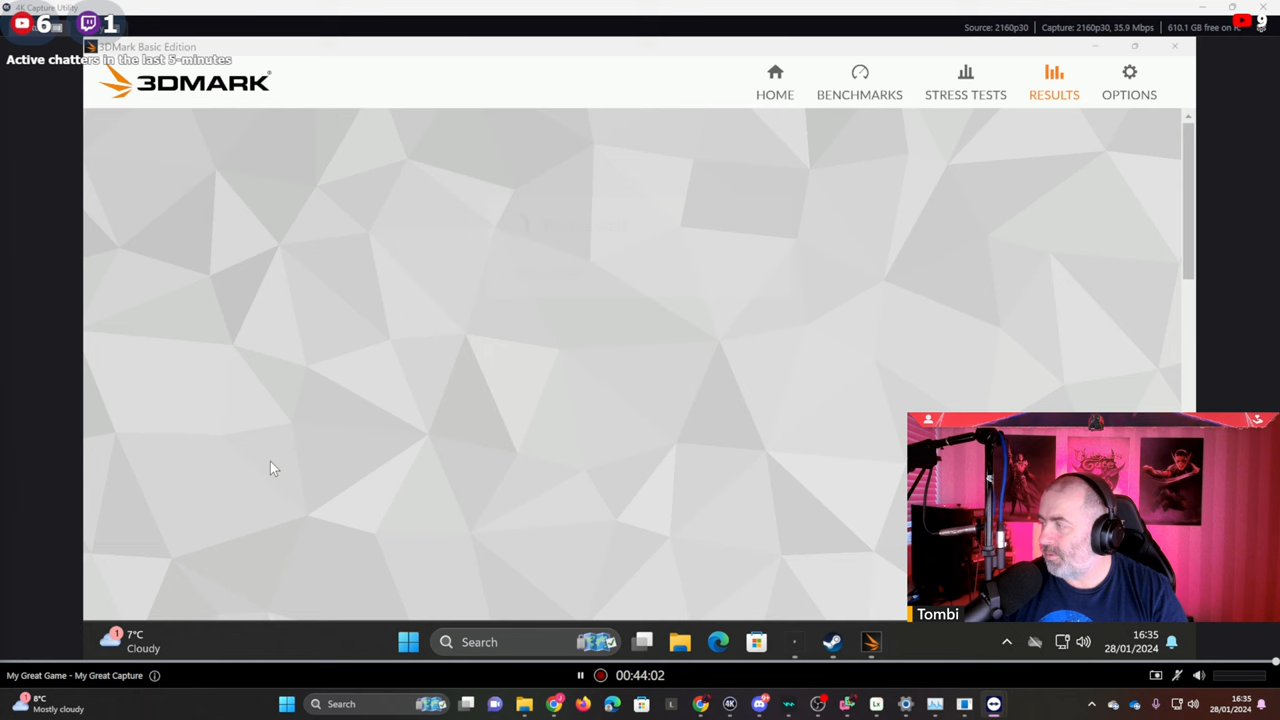 4K Capture Utility
6
1
9
Source: 2160p30
Capture: 2160p30, 35.9 Mbps
610.1 GB free on
3DMark Basic Edition
Active chatters in the last 5-minutes
3DMARK
HOME
BENCHMARKS
STRESS TESTS
RESULTS
OPTIONS
Tombi
1
7°C
Cloudy
Search
16:35
28/01/2024
My Great Game - My Great Capture
00:44:02
8°C
Mostly cloudy
Search
16:35
28/01/2024